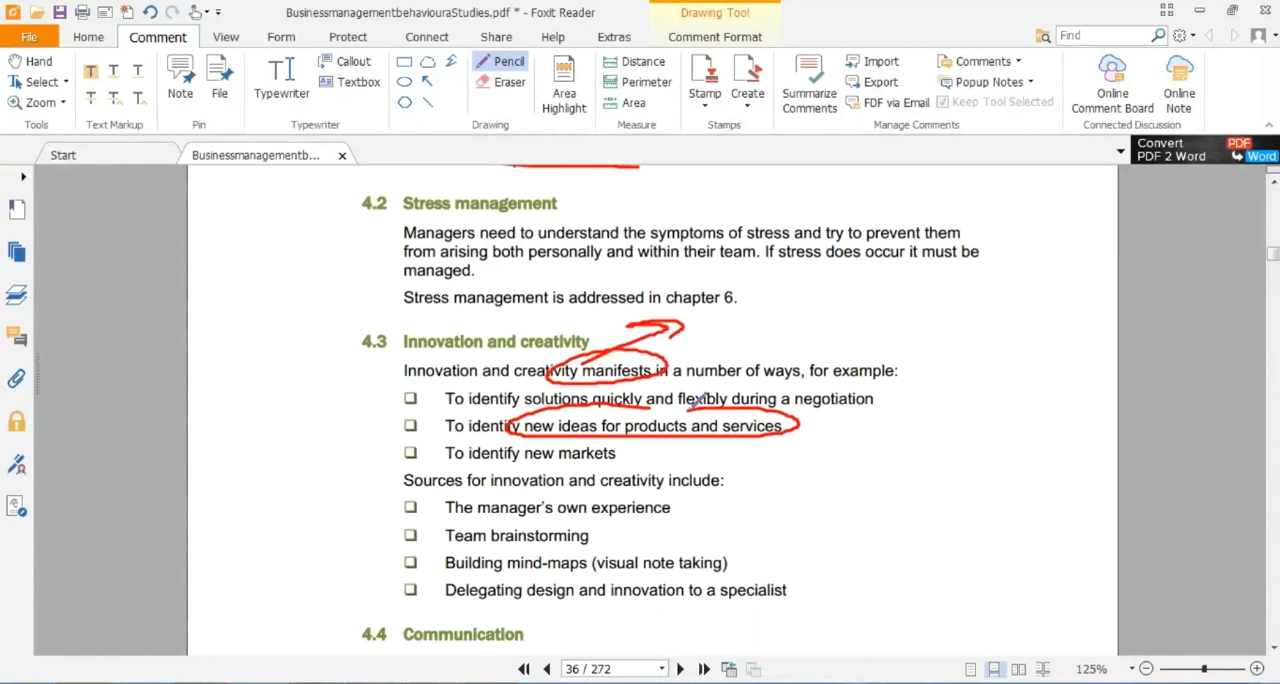 BusinessmanagementbehaviouraStudies.pdf * - Foxit Reader
Drawing Tool
File Home Comment View Form Protect Connect Share Help Extras Comment Format
Find
Hand
Select
Zoom
Tools
Text Markup
Note
File
Pin
Typewriter
Callout
Textbox
Typewriter
Pencil
Eraser
Area
Highlight
Drawing
Distance
Perimeter
Area
Measure
Stamp
Create
Stamps
Summarize
Comments
Import
Export
FDF via Email
Comments
Popup Notes
Keep Tool Selected
Manage Comments
Online
Comment Board
Online
Note
Connected Discussion
Start
Businessmanagementb...
Convert
PDF 2 Word
PDF
Word
4.2 Stress management
Managers need to understand the symptoms of stress and try to prevent them
from arising both personally and within their team. If stress does occur it must be
managed.
Stress management is addressed in chapter 6.
4.3 Innovation and creativity
Innovation and creativity manifests in a number of ways, for example:
To identify solutions quickly and flexibly during a negotiation
To identify new ideas for products and services
To identify new markets
Sources for innovation and creativity include:
The manager's own experience
Team brainstorming
Building mind-maps (visual note taking)
Delegating design and innovation to a specialist
4.4 Communication
36 / 272
125%